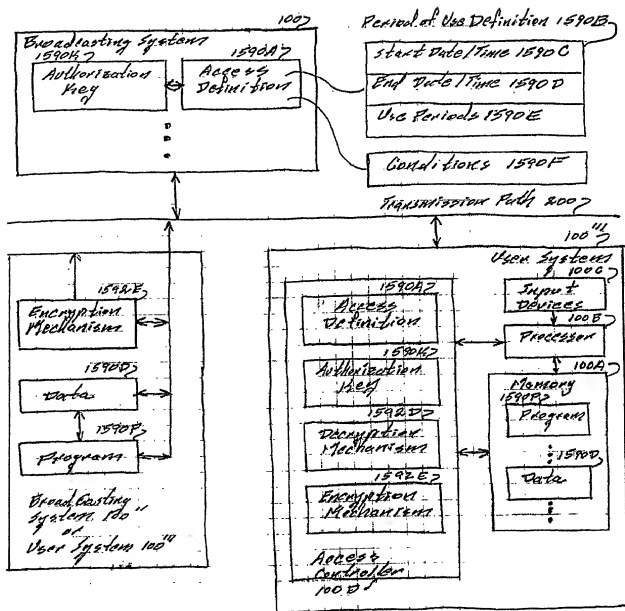 100
Broadcasting System
1590K
Authorization
Key
1590A
Access
Definition
Period of Use Definition 1590B
Start Date/Time 1590C
End Date/Time 1590D
Use Periods 1590E
Conditions 1590F
Transmission Path 200
1592E
Encryption
Mechanism
1590D
Data
1590P
Program
Broadcasting
System 100"
or
User System 100'''
100'''
User System
1590A
Access
Definition
1590K
Authorization
Key
1592D
Decryption
Mechanism
1592E
Encryption
Mechanism
Access
Controller
100D
100C
Input
Devices
100B
Processor
100A
Memory
1590P
Program
1590D
Data